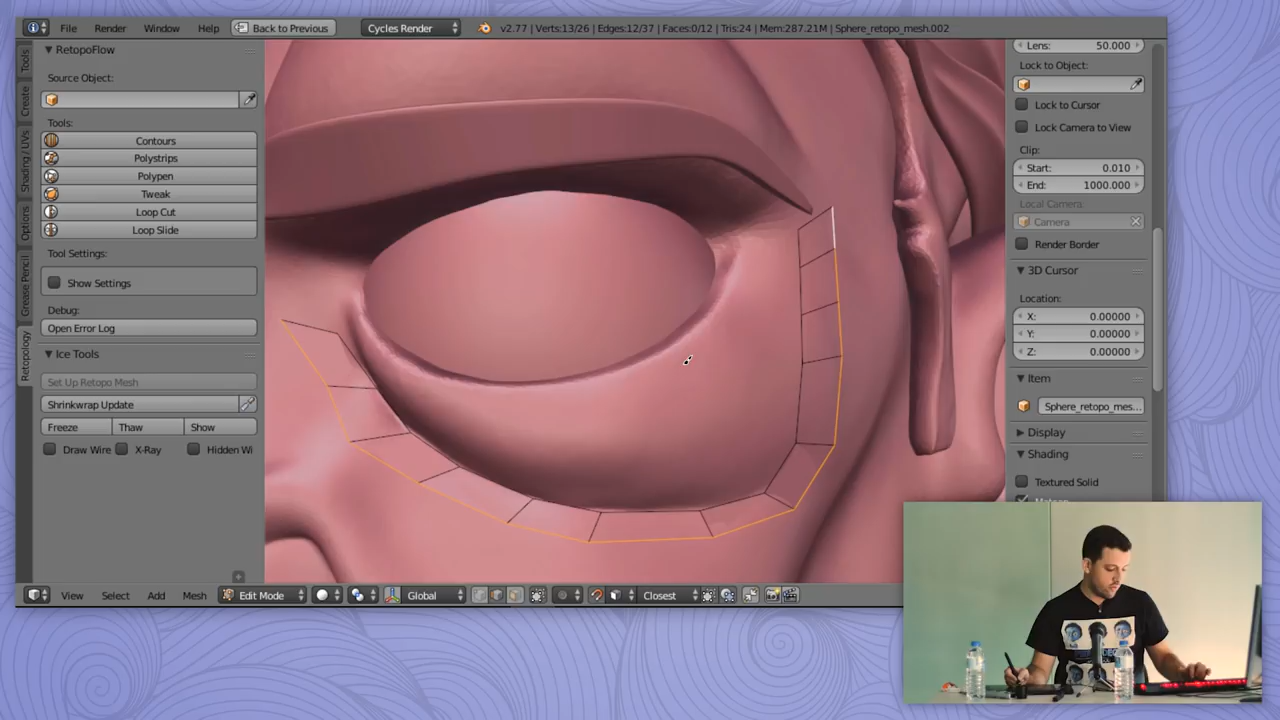 File Render Window Help Back to Previous Cycles Render v2.77 | Verts:13/26 | Edges:12/37 | Faces:0/12 | Tris:24 | Mem:287.21M | Sphere_retopo_mesh.002
Tools
Create
Shading / UVs
Options
Grease Pencil
Retopology
RetopoFlow
Source Object:
Tools:
Contours
Polystrips
Polypen
Tweak
Loop Cut
Loop Slide
Tool Settings:
Show Settings
Debug:
Open Error Log
Ice Tools
Set Up Retopo Mesh
Shrinkwrap Update
Freeze Thaw Show
Draw Wire X-Ray Hidden Wi
Lens: 50.000
Lock to Object:
Lock to Cursor
Lock Camera to View
Clip:
Start: 0.010
End: 1000.000
Local Camera:
Camera
Render Border
3D Cursor
Location:
X: 0.00000
Y: 0.00000
Z: 0.00000
Item
Sphere_retopo_mes...
Display
Shading
Textured Solid
View Select Add Mesh Edit Mode Global Closest